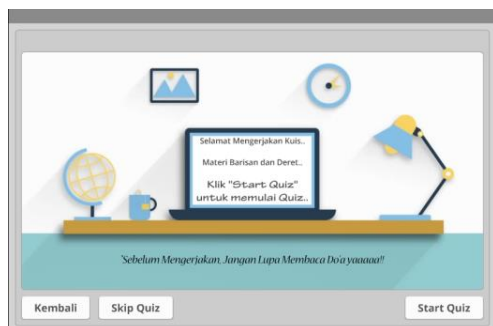 Selamat Mengerjakan Kuis..
Materi Barisan dan Deret..
Klik "Start Quiz"
untuk memulai Quiz..
"Sebelum Mengerjakan, Jangan Lupa Membaca Do'a yaaaaa!!
Kembali
Skip Quiz
Start Quiz